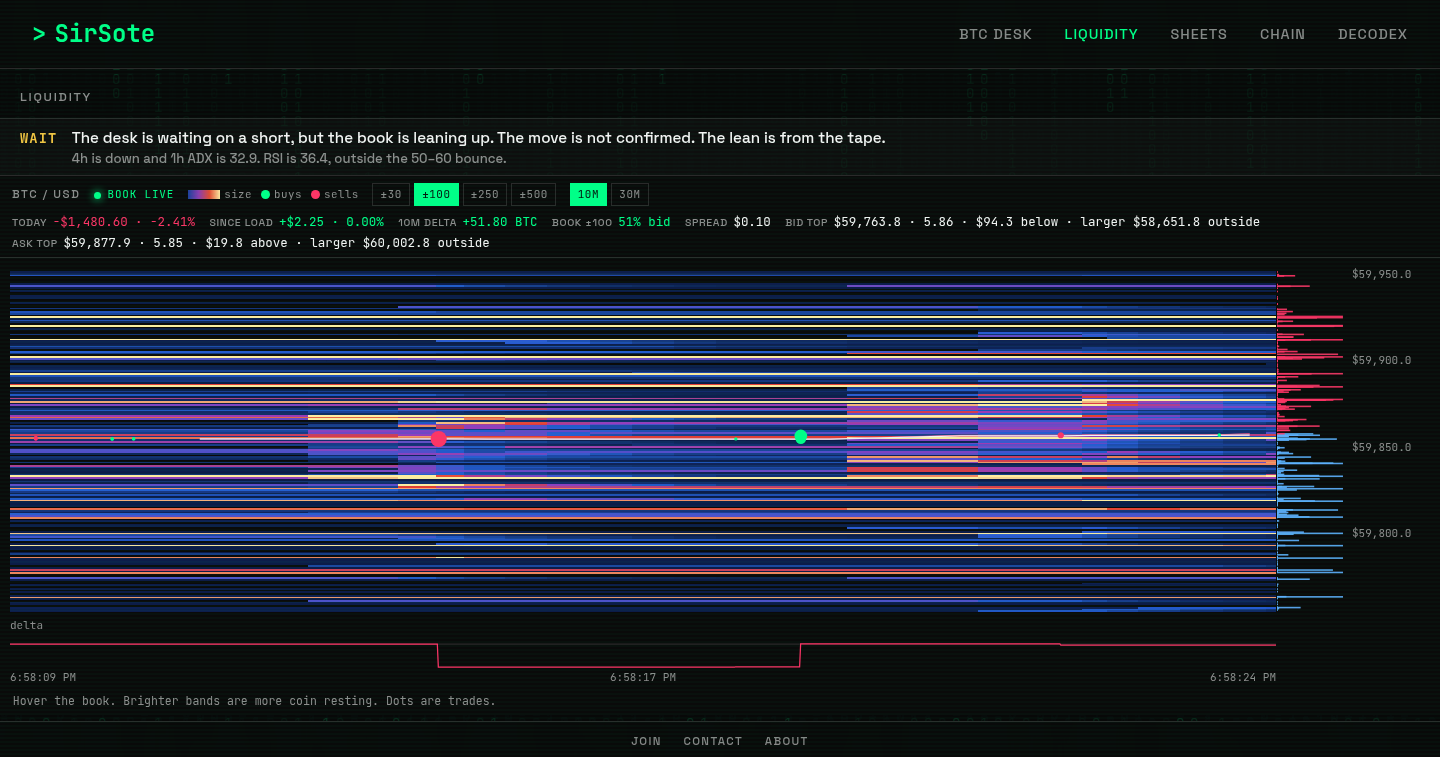 > SirSote
BTC DESK LIQUIDITY SHEETS CHAIN DECODEX
LIQUIDITY
WAIT The desk is waiting on a short, but the book is leaning up. The move is not confirmed. The lean is from the tape.
4h is down and 1h ADX is 32.9. RSI is 36.4, outside the 50–60 bounce.
BTC / USD BOOK LIVE size buys sells ±30 ±100 ±250 ±500 10M 30M
TODAY -$1,480.60 · -2.41% SINCE LOAD +$2.25 · 0.00% 10M DELTA +51.80 BTC BOOK ±100 51% bid SPREAD $0.10 BID TOP $59,763.8 · 5.86 · $94.3 below · larger $58,651.8 outside
ASK TOP $59,877.9 · 5.85 · $19.8 above · larger $60,002.8 outside
$59,950.0
$59,900.0
$59,850.0
$59,800.0
delta
6:58:09 PM 6:58:17 PM 6:58:24 PM
Hover the book. Brighter bands are more coin resting. Dots are trades.
JOIN CONTACT ABOUT